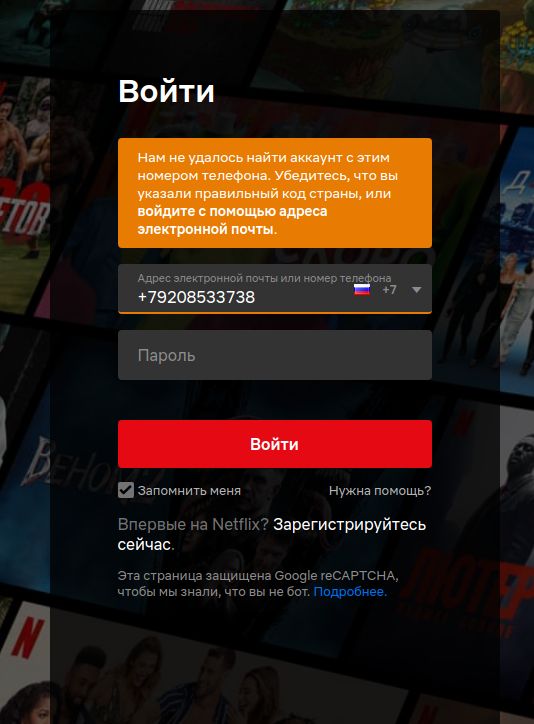 Войти
Нам не удалось найти аккаунт с этим
номером телефона. Убедитесь, что вы
указали правильный код страны, или
войдите с помощью адреса
электронной почты.
Адрес электронной почты или номер телефона
+79208533738
+7
Пароль
Войти
Запомнить меня
Нужна помощь?
Впервые на Netflix? Зарегистрируйтесь
сейчас.
Эта страница защищена Google reCAPTCHA,
чтобы мы знали, что вы не бот. Подробнее.